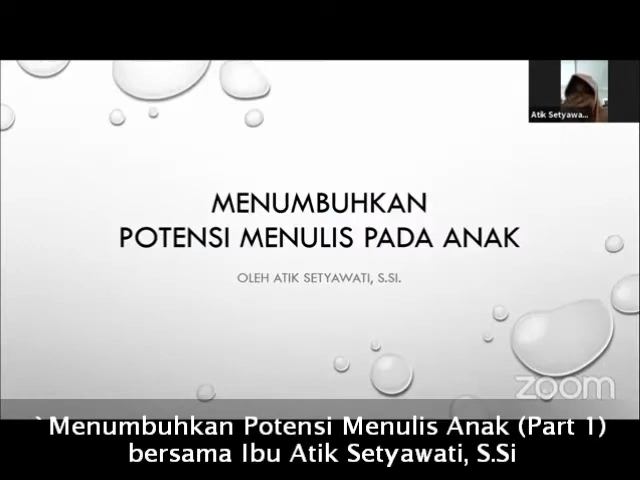 Atik Setyawa...
MENUMBUHKAN
POTENSI MENULIS PADA ANAK
OLEH ATIK SETYAWATI, S.SI.
zoom
`Menumbuhkan Potensi Menulis Anak (Part 1)
bersama Ibu Atik Setyawati, S.Si